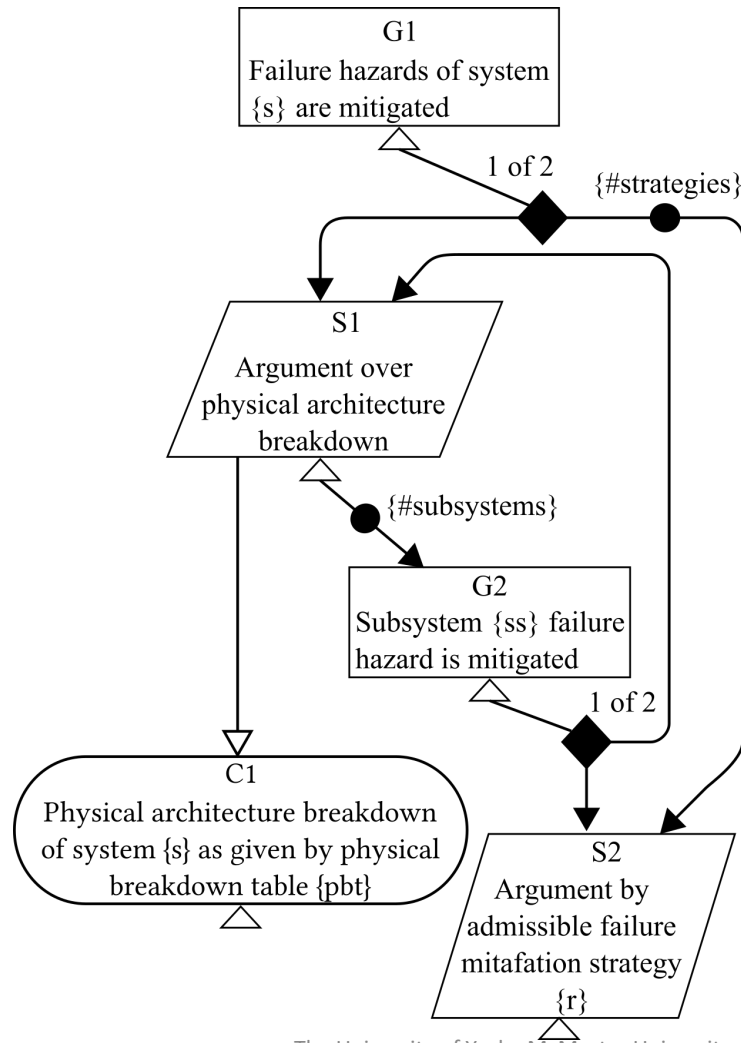 G1
Failure hazards of system
{s} are mitigated
1 of 2
{#strategies}
S1
Argument over
physical architecture
breakdown
{#subsystems}
G2
Subsystem {ss} failure
hazard is mitigated
1 of 2
C1
Physical architecture breakdown
of system {s} as given by physical
breakdown table {pbt}
S2
Argument by
admissible failure
mitafation strategy
{r}